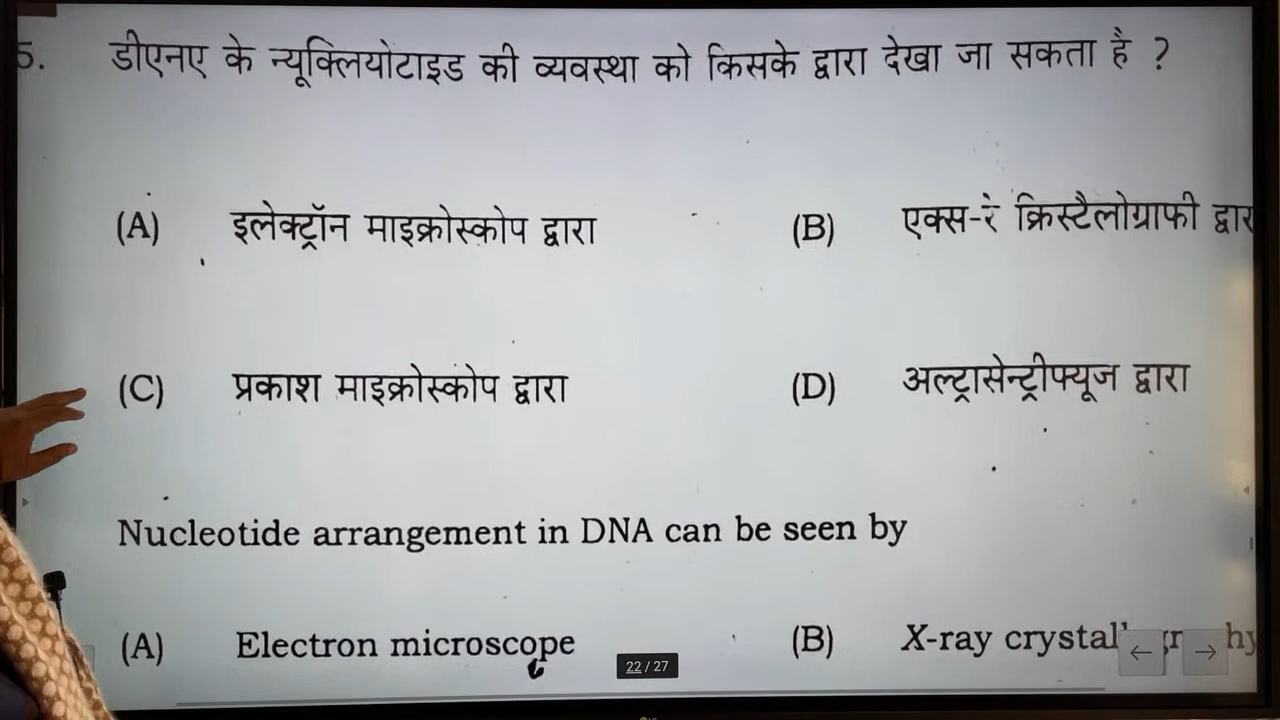 5. डीएनए के न्यूक्लियोटाइड की व्यवस्था को किसके द्वारा देखा जा सकता है ?
(A) इलेक्ट्रॉन माइक्रोस्कोप द्वारा (B) एक्स-रे क्रिस्टैलोग्राफी
(C) प्रकाश माइक्रोस्कोप द्वारा (D) अल्ट्रासेन्ट्रीफ्यूज द्वारा
Nucleotide arrangement in DNA can be seen by
(A) Electron microscope (B) X-ray
22 / 27